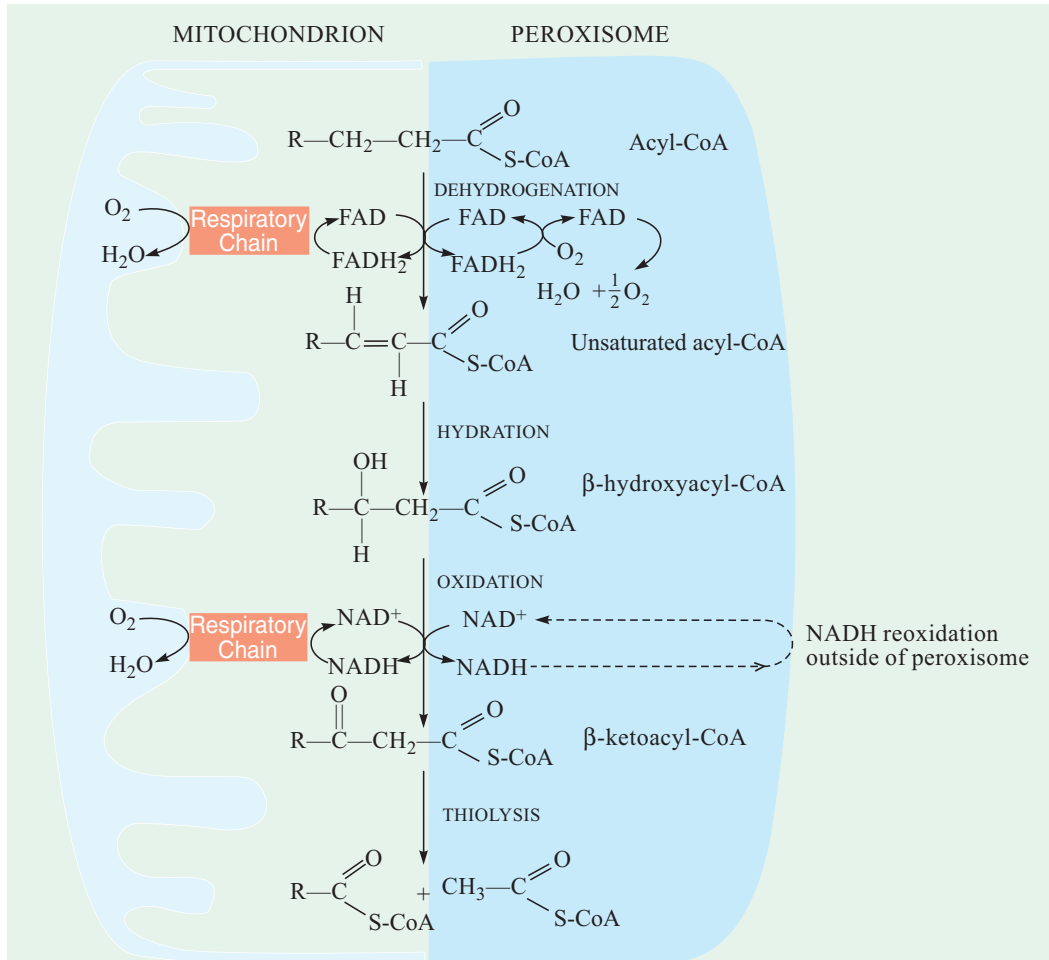 MITOCHONDRION PEROXISOME
O
R—CH₂—CH₂—C
S-CoA
Acyl-CoA
DEHYDROGENATION
O₂
Respiratory
Chain
H₂O
FAD
FADH₂
FAD
FADH₂
FAD
O₂
H₂O + ½O₂
H
O
R—C=C—C
S-CoA
H
Unsaturated acyl-CoA
HYDRATION
OH
O
R—C—CH₂—C
S-CoA
H
β-hydroxyacyl-CoA
OXIDATION
O₂
Respiratory
Chain
H₂O
NAD⁺
NADH
NAD⁺
NADH
NADH reoxidation
outside of peroxisome
O
O
R—C—CH₂—C
S-CoA
β-ketoacyl-CoA
THIOLYSIS
O
R—C
S-CoA
+
O
CH₃—C
S-CoA